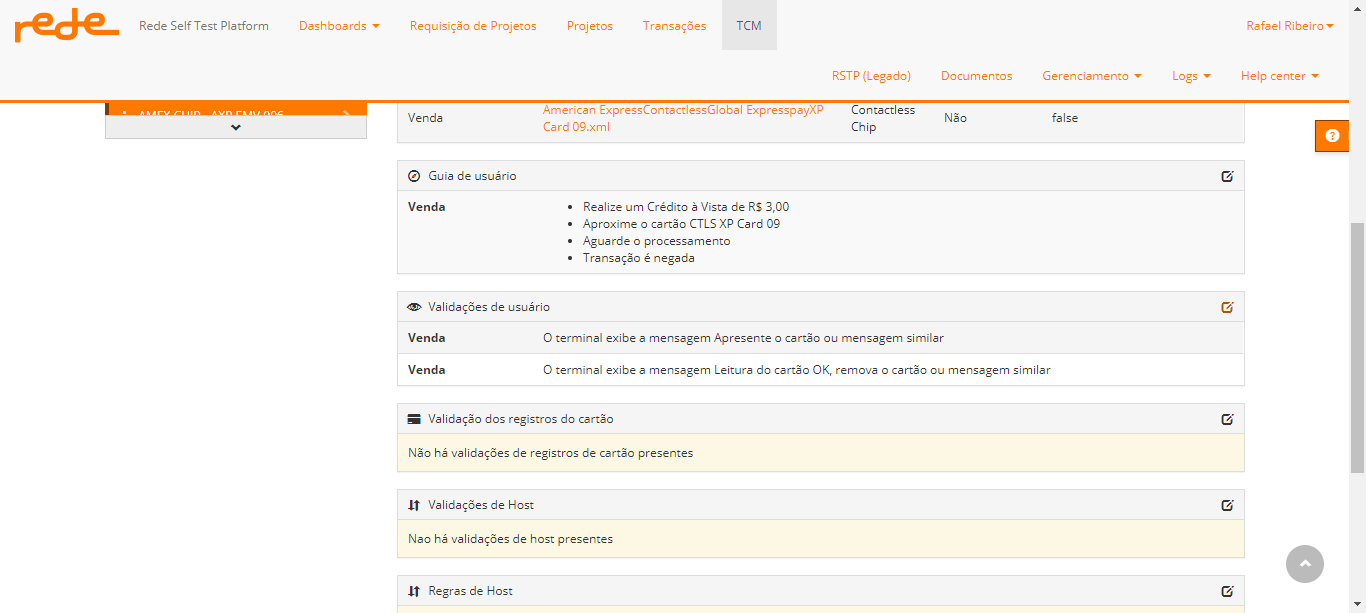 rede Rede Self Test Platform Dashboards Requisição de Projetos Projetos Transações TCM Rafael Ribeiro
RSTP (Legado) Documentos Gerenciamento Logs Help center
AMEX CHIP - AXP EMV 006
Venda American ExpressContactlessGlobal ExpresspayXP Contactless Não false
Card 09.xml Chip
Guia de usuário
Venda Realize um Crédito à Vista de R$ 3,00
Aproxime o cartão CTLS XP Card 09
Aguarde o processamento
Transação é negada
Validações de usuário
Venda O terminal exibe a mensagem Apresente o cartão ou mensagem similar
Venda O terminal exibe a mensagem Leitura do cartão OK, remova o cartão ou mensagem similar
Validação dos registros do cartão
Não há validações de registros de cartão presentes
Validações de Host
Nao há validações de host presentes
Regras de Host